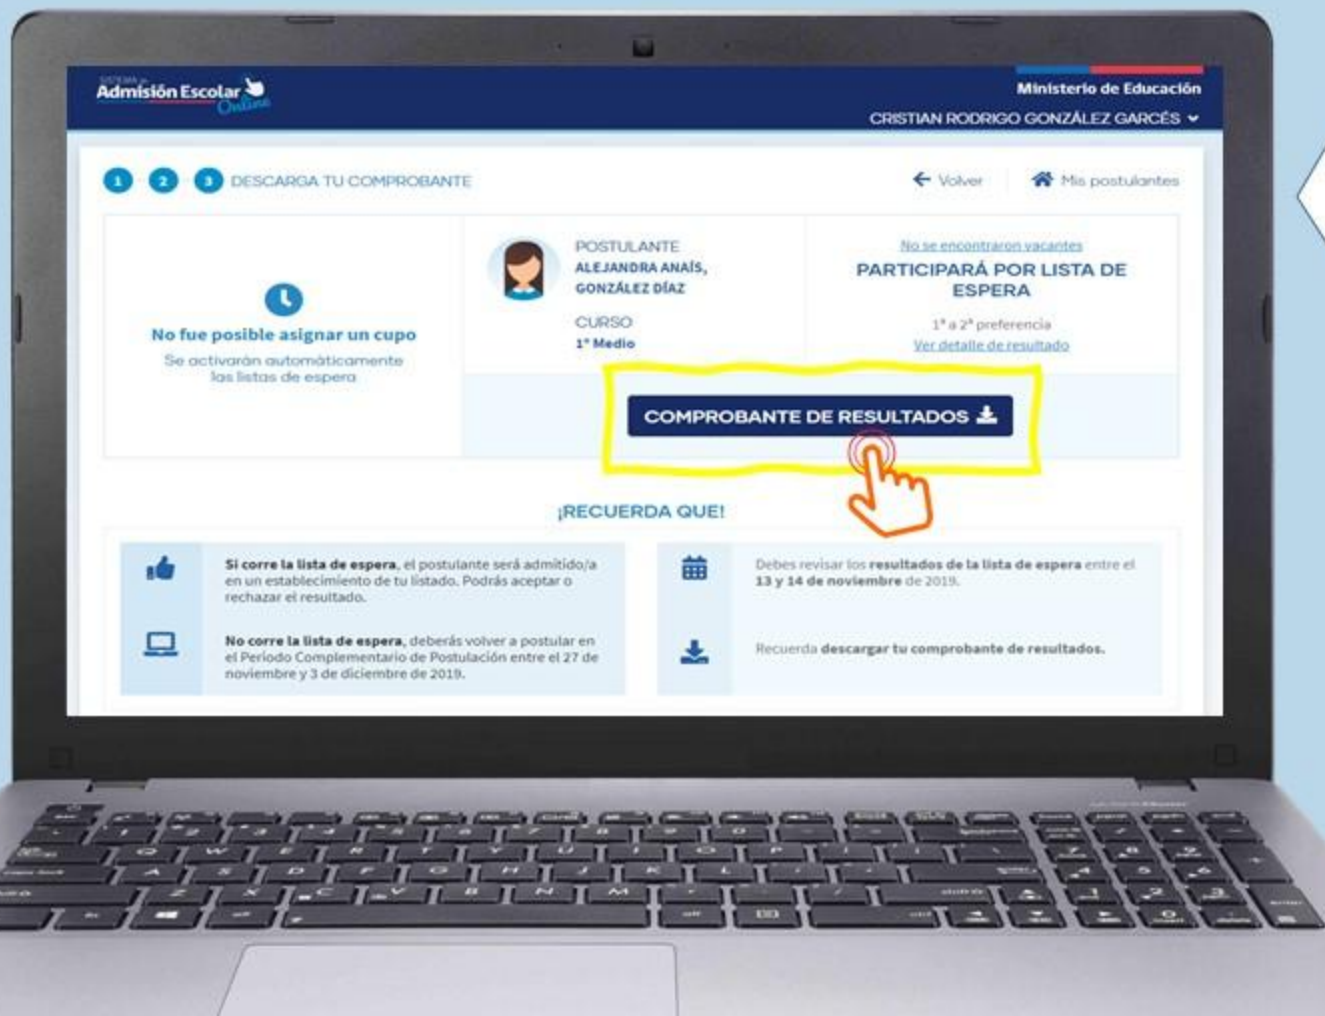 SISTEMA de
Admisión Escolar
Online
Ministerio de Educación
CRISTIAN RODRIGO GONZÁLEZ GARCÉS
1 2 3 DESCARGA TU COMPROBANTE
Volver
Mis postulantes
No fue posible asignar un cupo
Se activarán automáticamente
las listas de espera
POSTULANTE
ALEJANDRA ANAÍS,
GONZÁLEZ DÍAZ
CURSO
1° Medio
No se encontraron vacantes
PARTICIPARÁ POR LISTA DE
ESPERA
1ª a 2ª preferencia
Ver detalle de resultado
COMPROBANTE DE RESULTADOS
¡RECUERDA QUE!
Si corre la lista de espera, el postulante será admitido/a
en un establecimiento de tu listado. Podrás aceptar o
rechazar el resultado.
No corre la lista de espera, deberás volver a postular en
el Periodo Complementario de Postulación entre el 27 de
noviembre y 3 de diciembre de 2019.
Debes revisar los resultados de la lista de espera entre el
13 y 14 de noviembre de 2019.
Recuerda descargar tu comprobante de resultados.